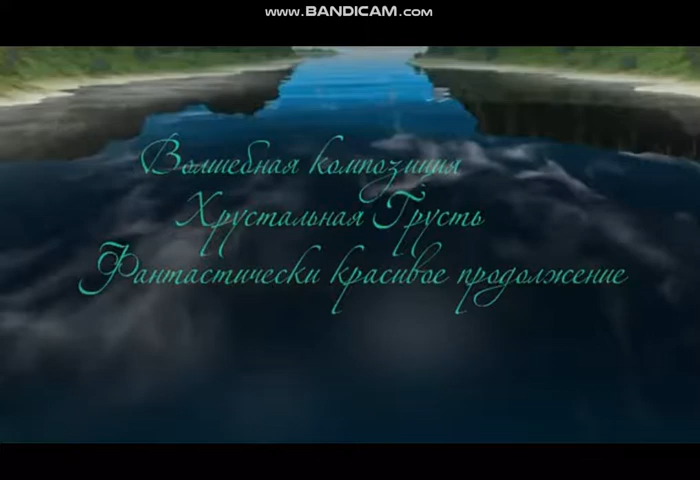 www.BANDICAM.com
Волшебная композиция
Хрустальная Грусть
Фантастически красивое продолжение